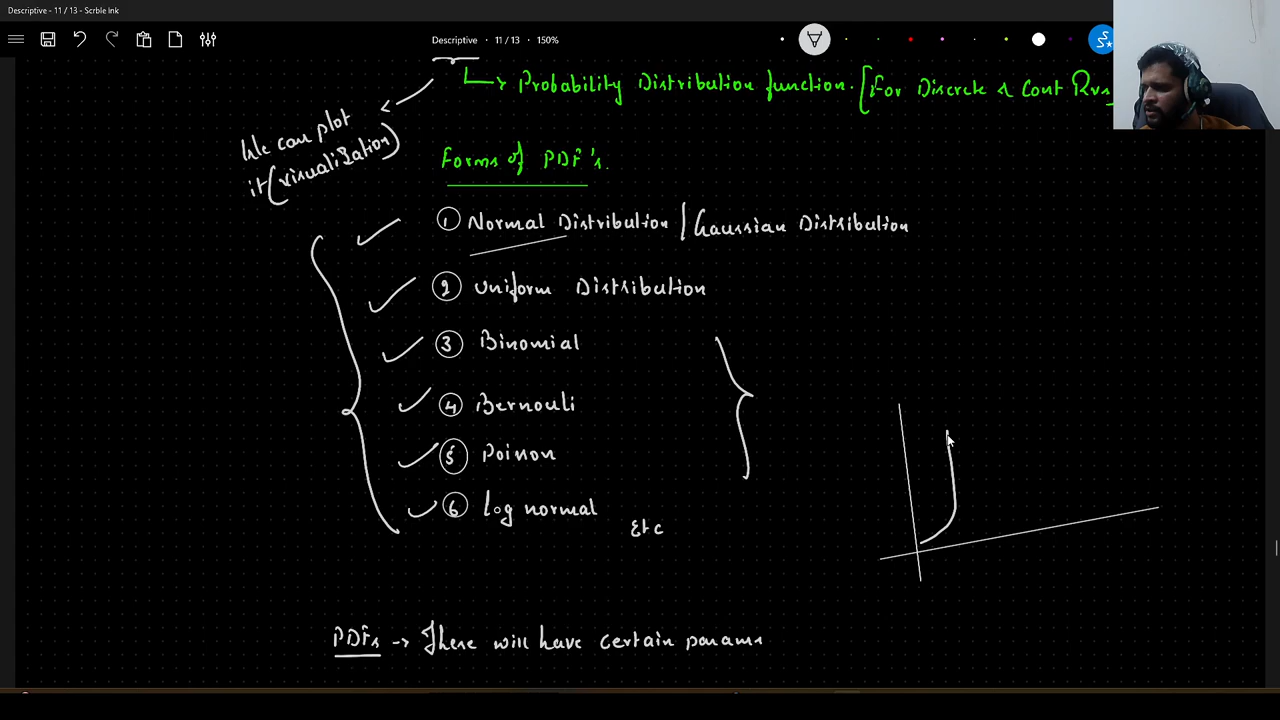 Descriptive - 11 / 13 - Scrble Ink
Descriptive • 11 / 13 • 150%
↳ Probability Distribution function. [For Discrete & Cont Rvs
We can plot
it (visualization)
Forms of PDF's.
① Normal Distribution / Gaussian Distribution
② Uniform Distribution
③ Binomial
④ Bernouli
⑤ Poison
⑥ Log normal
Etc
PDFs → There will have certain params